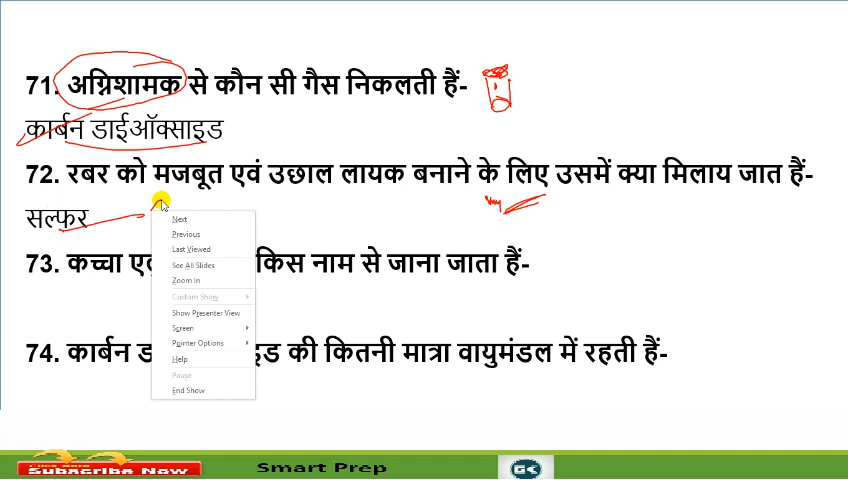 71. अग्निशामक से कौन सी गैस निकलती हैं-
कार्बन डाईऑक्साइड
72. रबर को मजबूत एवं उछाल लायक बनाने के लिए उसमें क्या मिलाय जात हैं-
सल्फर
Next
Previous
Last Viewed
See All Slides
Zoom In
Custom Show
Show Presenter View
Screen
Pointer Options
Help
Pause
End Show
73. कच्चा किस नाम से जाना जाता हैं-
74. कार्बन की कितनी मात्रा वायुमंडल में रहती हैं-
Subscribe Now
Smart Prep
GK